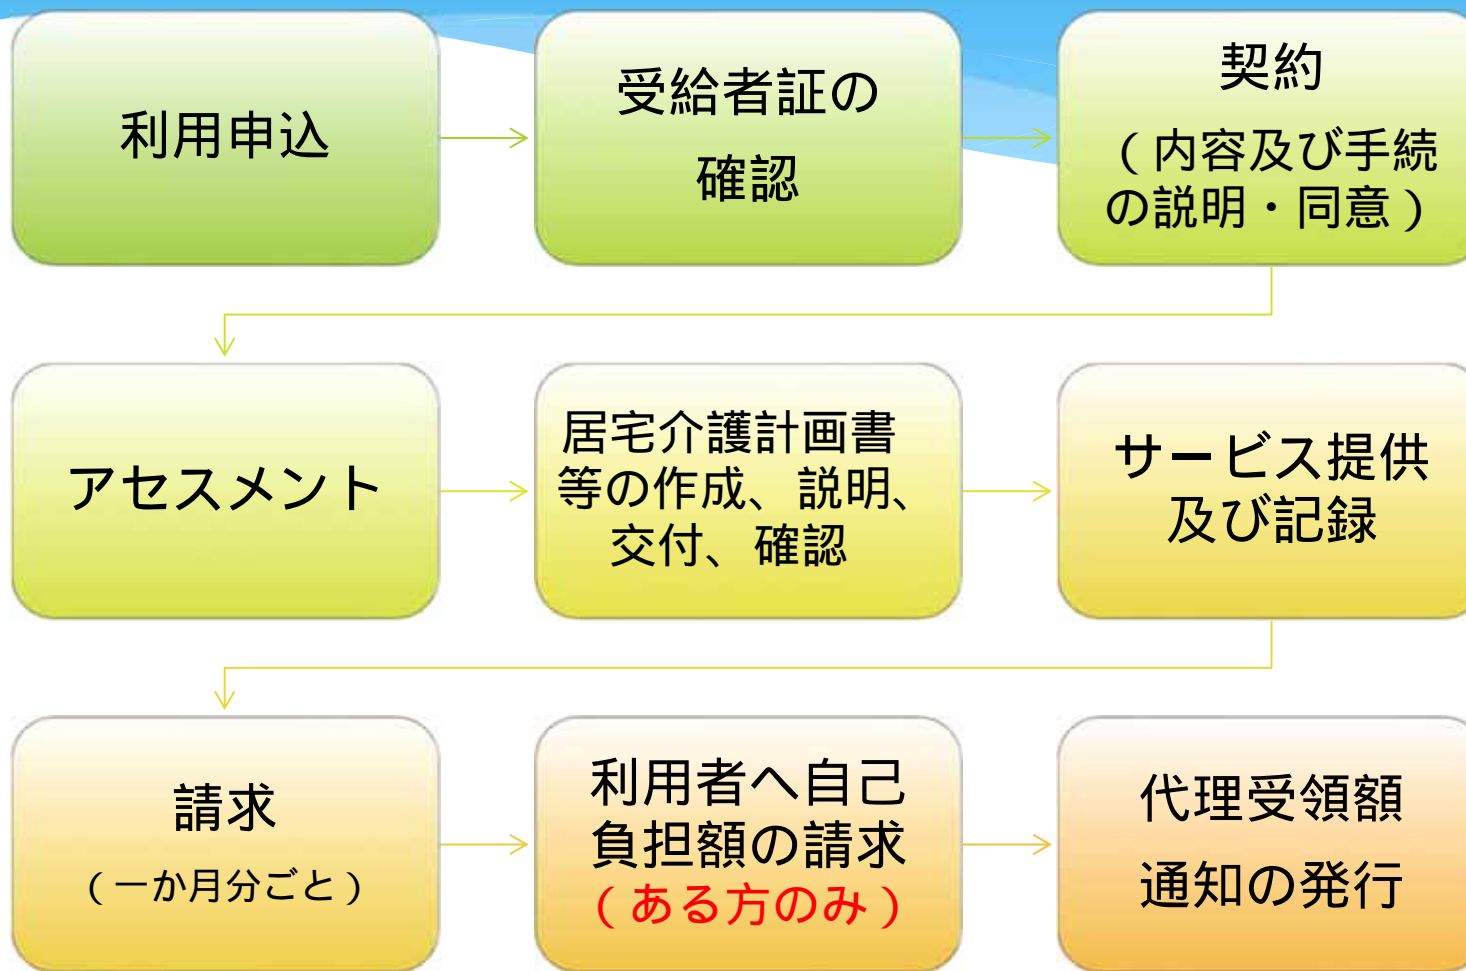 利用申込
受給者証の
確認
契約
（内容及び手続
の説明・同意）
アセスメント
居宅介護計画書
等の作成、説明、
交付、確認
サービス提供
及び記録
請求
（一か月分ごと）
利用者へ自己
負担額の請求
（ある方のみ）
代理受領額
通知の発行